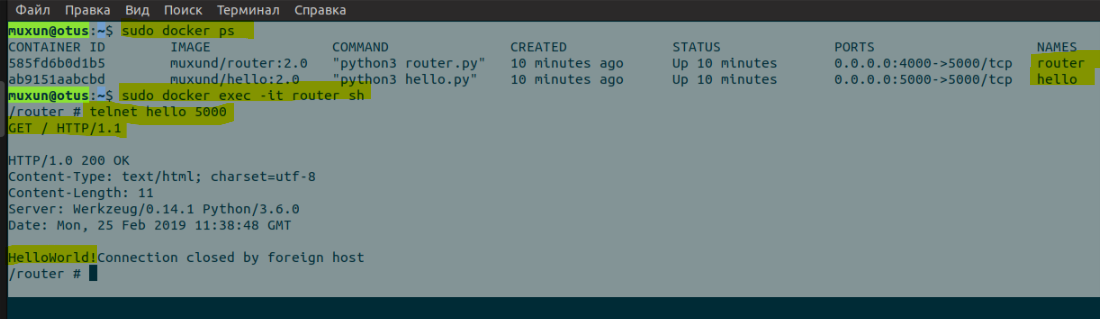 Файл Правка Вид Поиск Терминал Справка
muxun@otus:~$ sudo docker ps
CONTAINER ID IMAGE COMMAND CREATED STATUS PORTS NAMES
585fd6b0d1b5 muxund/router:2.0 "python3 router.py" 10 minutes ago Up 10 minutes 0.0.0.0:4000->5000/tcp router
ab9151aabcbd muxund/hello:2.0 "python3 hello.py" 10 minutes ago Up 10 minutes 0.0.0.0:5000->5000/tcp hello
muxun@otus:~$ sudo docker exec -it router sh
/router # telnet hello 5000
GET / HTTP/1.1
HTTP/1.0 200 OK
Content-Type: text/html; charset=utf-8
Content-Length: 11
Server: Werkzeug/0.14.1 Python/3.6.0
Date: Mon, 25 Feb 2019 11:38:48 GMT
HelloWorld!Connection closed by foreign host
/router #